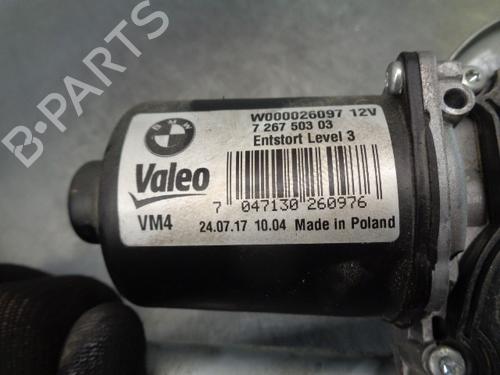 B-PARTS
BMW
W000026097 12V
7 267 503 03
Entstort Level 3
Valeo
7 047130 260976
VM4 24.07.17 10.04 Made in Poland